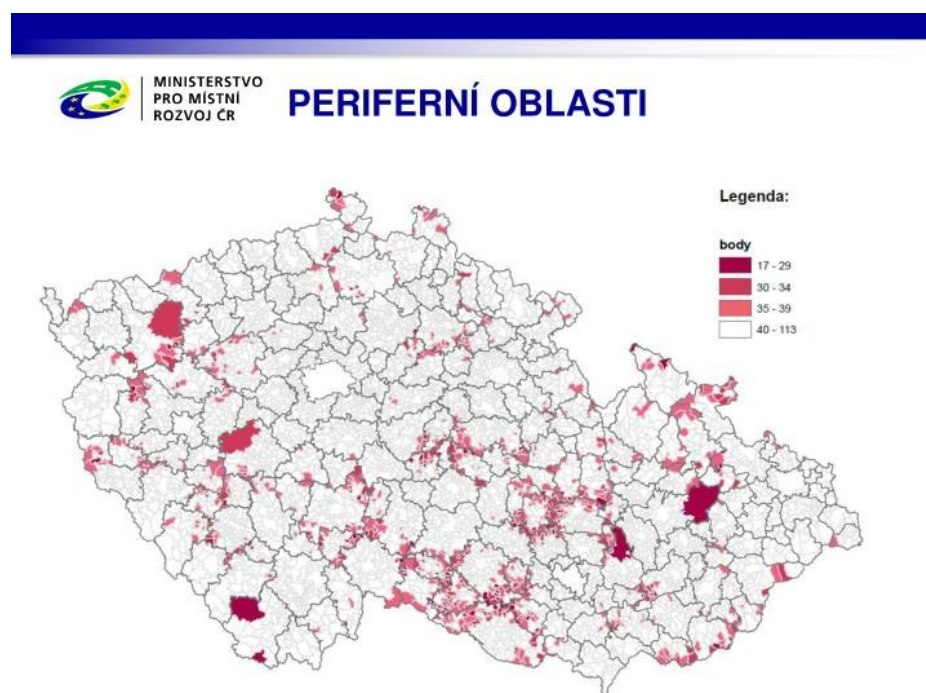 MINISTERSTVO
PRO MÍSTNÍ
ROZVOJ ČR
PERIFERNÍ OBLASTI
Legenda:
body
17 - 29
30 - 34
35 - 39
40 - 113